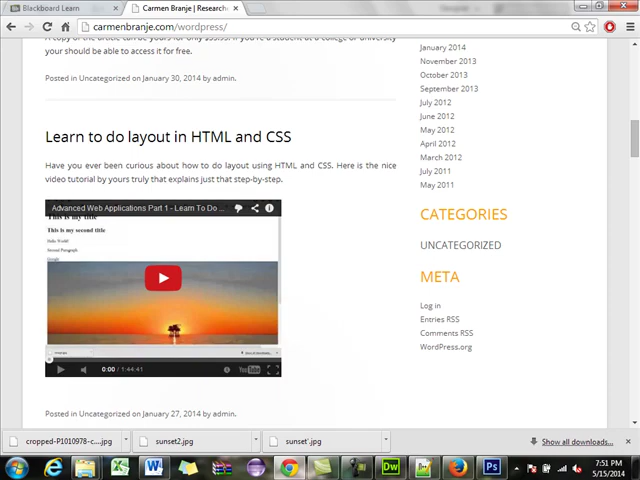 Blackboard Learn
Carmen Branje | Research
carmenbranje.com/wordpress/
your should be able to access it for free.
Posted in Uncategorized on January 30, 2014 by admin.
Learn to do layout in HTML and CSS
Have you ever been curious about how to do layout using HTML and CSS. Here is the nice
video tutorial by yours truly that explains just that step-by-step.
Advanced Web Applications Part 1 - Learn To Do ...
This is my title
This is my second title
Hello World!
Second Paragraph
Google
0:00 / 1:44:41
YouTube
Posted in Uncategorized on January 27, 2014 by admin.
January 2014
November 2013
October 2013
September 2013
July 2012
June 2012
May 2012
April 2012
March 2012
July 2011
May 2011
CATEGORIES
UNCATEGORIZED
META
Log in
Entries RSS
Comments RSS
WordPress.org
cropped-P1010978-c....jpg
sunset2.jpg
sunset'.jpg
Show all downloads...
Dw
Ps
7:51 PM
5/15/2014